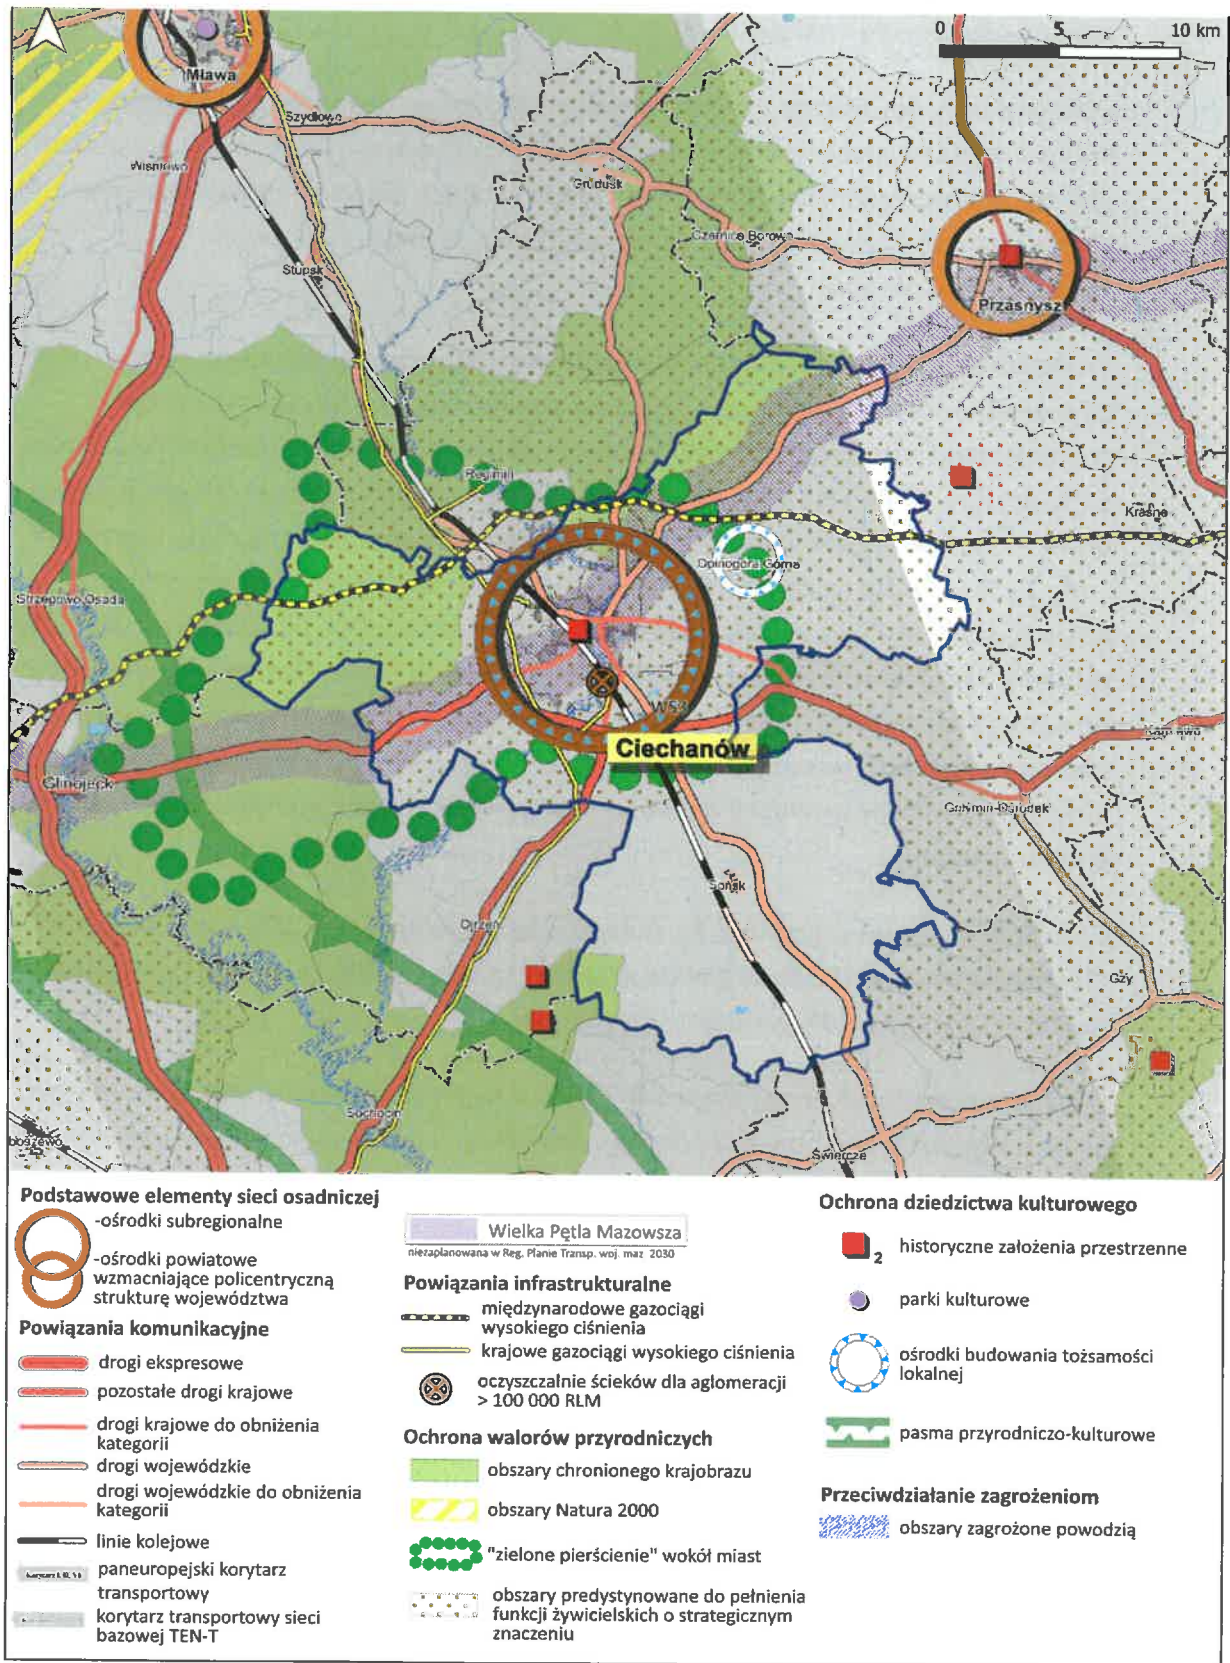 0 5 10 km
Mława
Szydłowo
Wiśniewo
Grudusk
Czernice Borowe
Stupsk
Przasnysz
Regimin
Krasne
Opinogóra Górna
Strzegowo-Osada
Ciechanów
Glinojeck
Gołymin-Ośrodek
Sońsk
Ojrzeń
Gzy
Sochocin
Świercze
Podstawowe elementy sieci osadniczej
-ośrodki subregionalne
-ośrodki powiatowe
wzmacniające policentryczną
strukturę województwa
Powiązania komunikacyjne
drogi ekspresowe
pozostałe drogi krajowe
drogi krajowe do obniżenia
kategorii
drogi wojewódzkie
drogi wojewódzkie do obniżenia
kategorii
linie kolejowe
paneuropejski korytarz
transportowy
korytarz transportowy sieci
bazowej TEN-T
Wielka Pętla Mazowsza
niezaplanowana w Reg. Planie Transp. woj. maz 2030
Powiązania infrastrukturalne
międzynarodowe gazociągi
wysokiego ciśnienia
krajowe gazociągi wysokiego ciśnienia
oczyszczalnie ścieków dla aglomeracji
> 100 000 RLM
Ochrona walorów przyrodniczych
obszary chronionego krajobrazu
obszary Natura 2000
"zielone pierścienie" wokół miast
obszary predystynowane do pełnienia
funkcji żywicielskich o strategicznym
znaczeniu
Ochrona dziedzictwa kulturowego
2 historyczne założenia przestrzenne
parki kulturowe
ośrodki budowania tożsamości
lokalnej
pasma przyrodniczo-kulturowe
Przeciwdziałanie zagrożeniom
obszary zagrożone powodzią